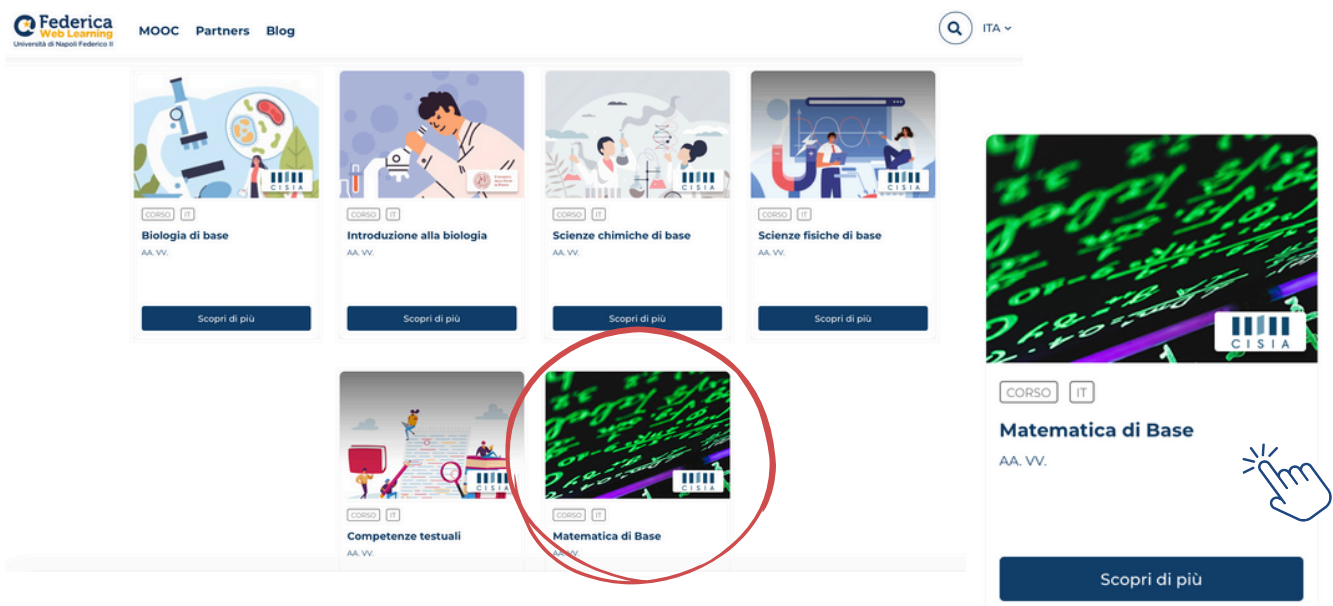 Federica
Web Learning
Università di Napoli Federico II
MOOC Partners Blog
ITA
CISIA
CISIA
CISIA
CORSO IT
CORSO IT
CORSO IT
CORSO IT
Biologia di base
Introduzione alla biologia
Scienze chimiche di base
Scienze fisiche di base
AA. VV.
AA. VV.
AA. VV.
AA. VV.
Scopri di più
Scopri di più
Scopri di più
Scopri di più
CISIA
CISIA
CORSO IT
CORSO IT
Competenze testuali
Matematica di Base
AA. VV.
AA. VV.
CISIA
CORSO IT
Matematica di Base
AA. VV.
Scopri di più